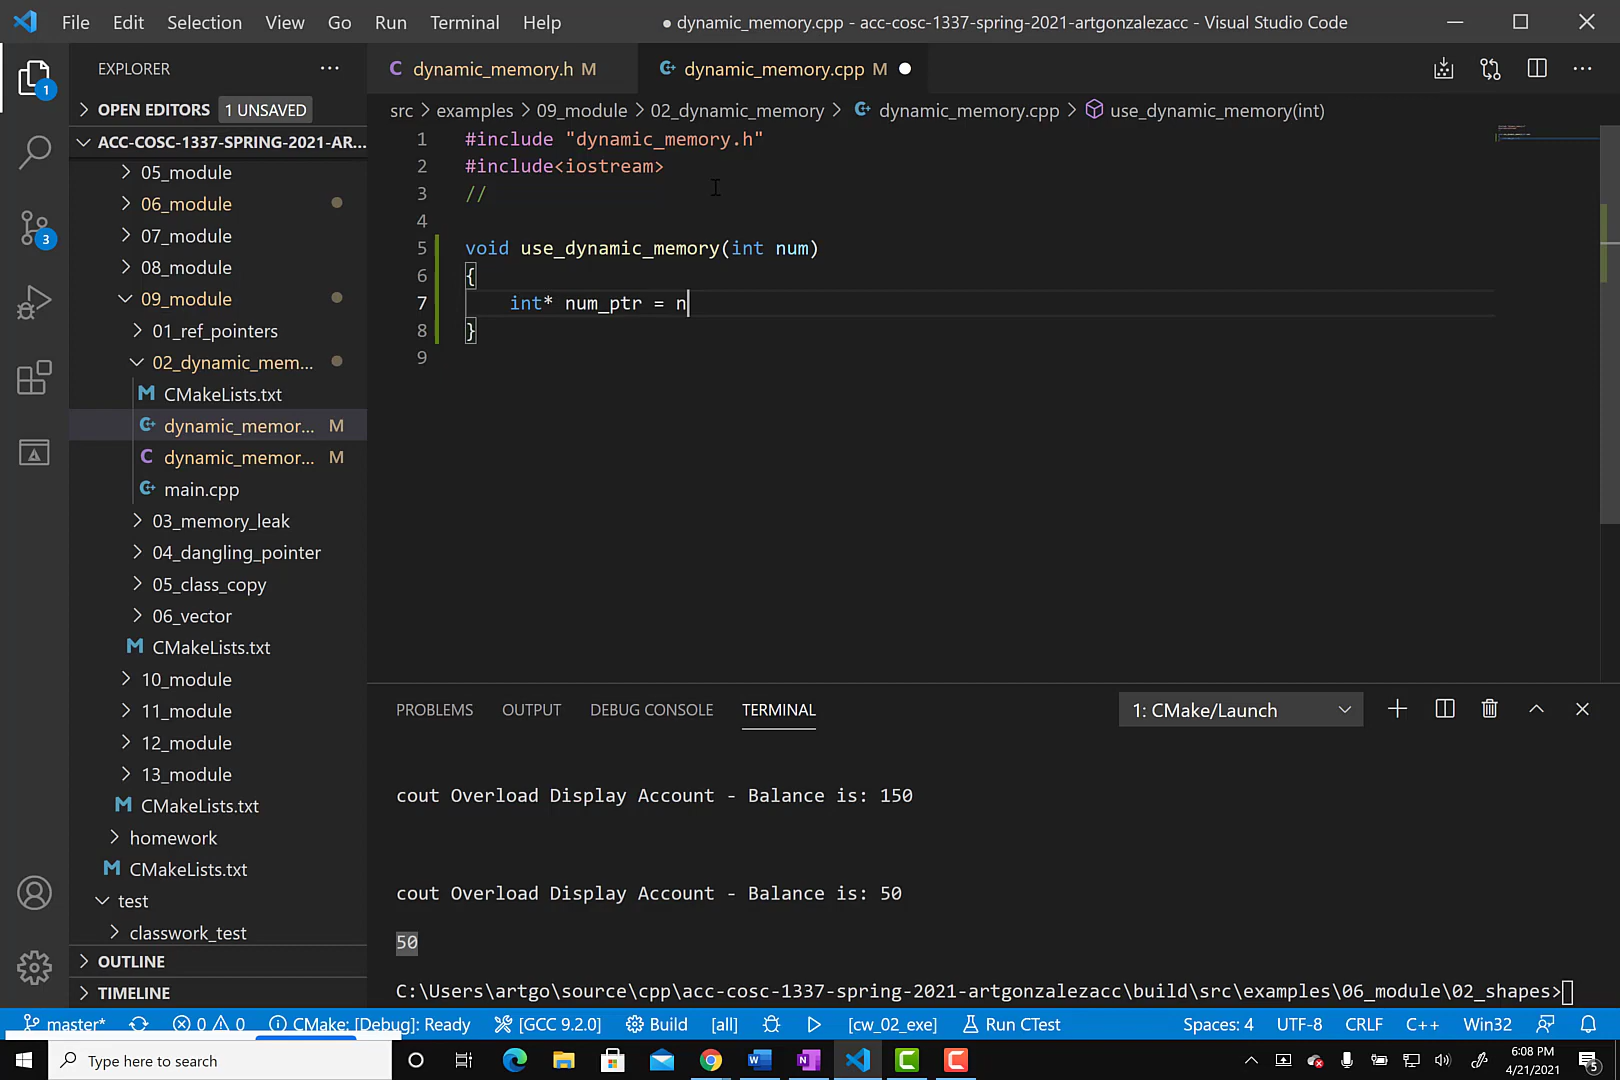 File Edit Selection View Go Run Terminal Help
● dynamic_memory.cpp - acc-cosc-1337-spring-2021-artgonzalezacc - Visual Studio Code
EXPLORER
OPEN EDITORS 1 UNSAVED
ACC-COSC-1337-SPRING-2021-AR...
05_module
06_module
07_module
08_module
09_module
01_ref_pointers
02_dynamic_mem...
CMakeLists.txt
dynamic_memor... M
dynamic_memor... M
main.cpp
03_memory_leak
04_dangling_pointer
05_class_copy
06_vector
CMakeLists.txt
10_module
11_module
12_module
13_module
CMakeLists.txt
homework
CMakeLists.txt
test
classwork_test
OUTLINE
TIMELINE
1
3
dynamic_memory.h M
dynamic_memory.cpp M
src > examples > 09_module > 02_dynamic_memory > dynamic_memory.cpp > use_dynamic_memory(int)
1 #include "dynamic_memory.h"
2 #include<iostream>
3 //
4
5 void use_dynamic_memory(int num)
6 {
7 int* num_ptr = n
8 }
9
PROBLEMS OUTPUT DEBUG CONSOLE TERMINAL
1: CMake/Launch
cout Overload Display Account - Balance is: 150
cout Overload Display Account - Balance is: 50
50
C:\Users\artgo\source\cpp\acc-cosc-1337-spring-2021-artgonzalezacc\build\src\examples\06_module\02_shapes>
master* 0 0 CMake: [Debug]: Ready [GCC 9.2.0] Build [all] [cw_02_exe] Run CTest Spaces: 4 UTF-8 CRLF C++ Win32
Type here to search
6:08 PM
4/21/2021
5